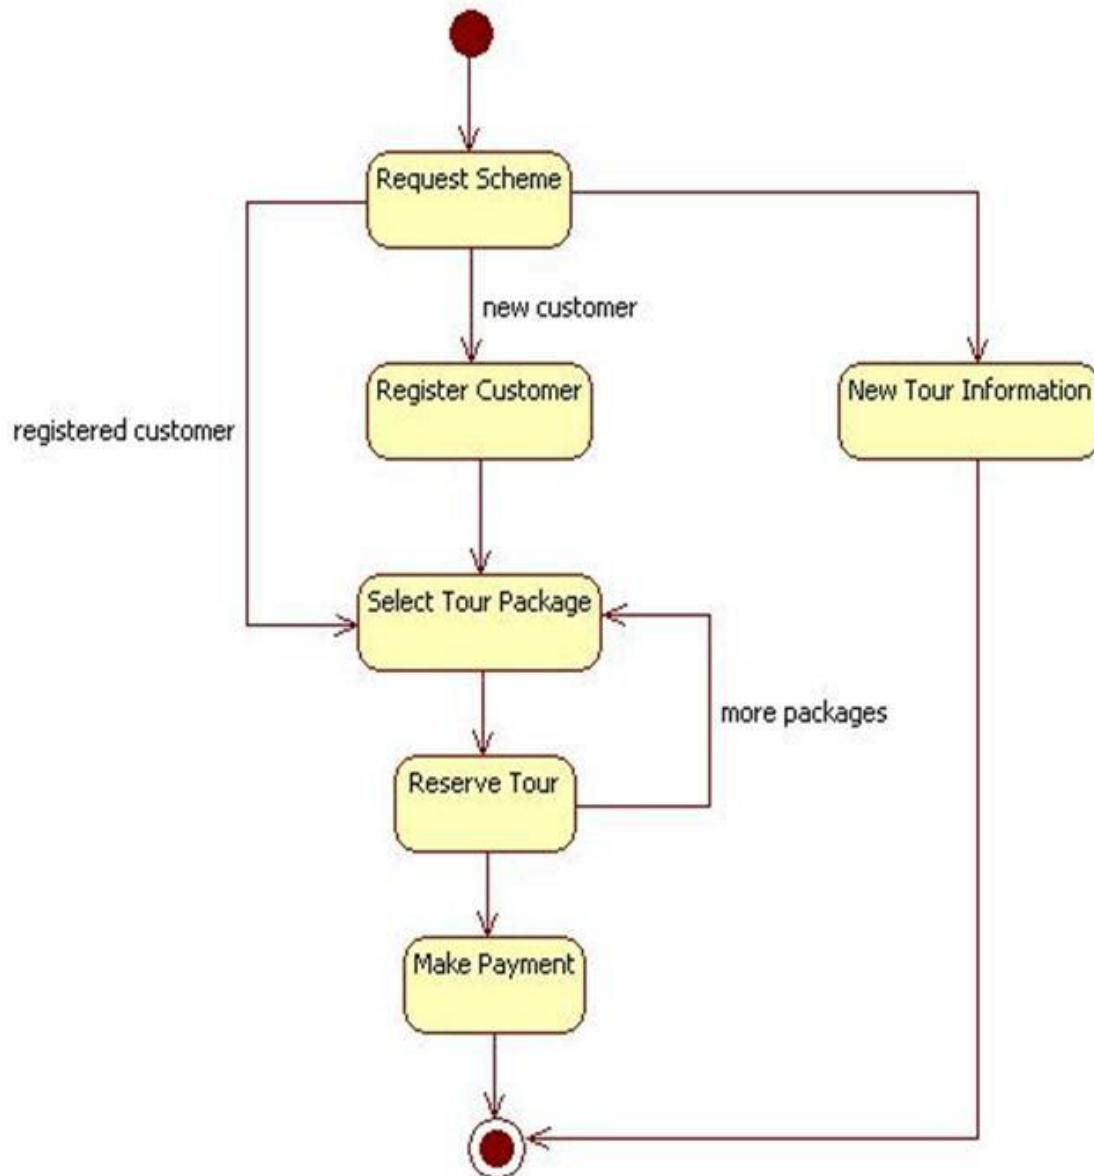 Request Scheme
new customer
Register Customer
New Tour Information
registered customer
Select Tour Package
more packages
Reserve Tour
Make Payment